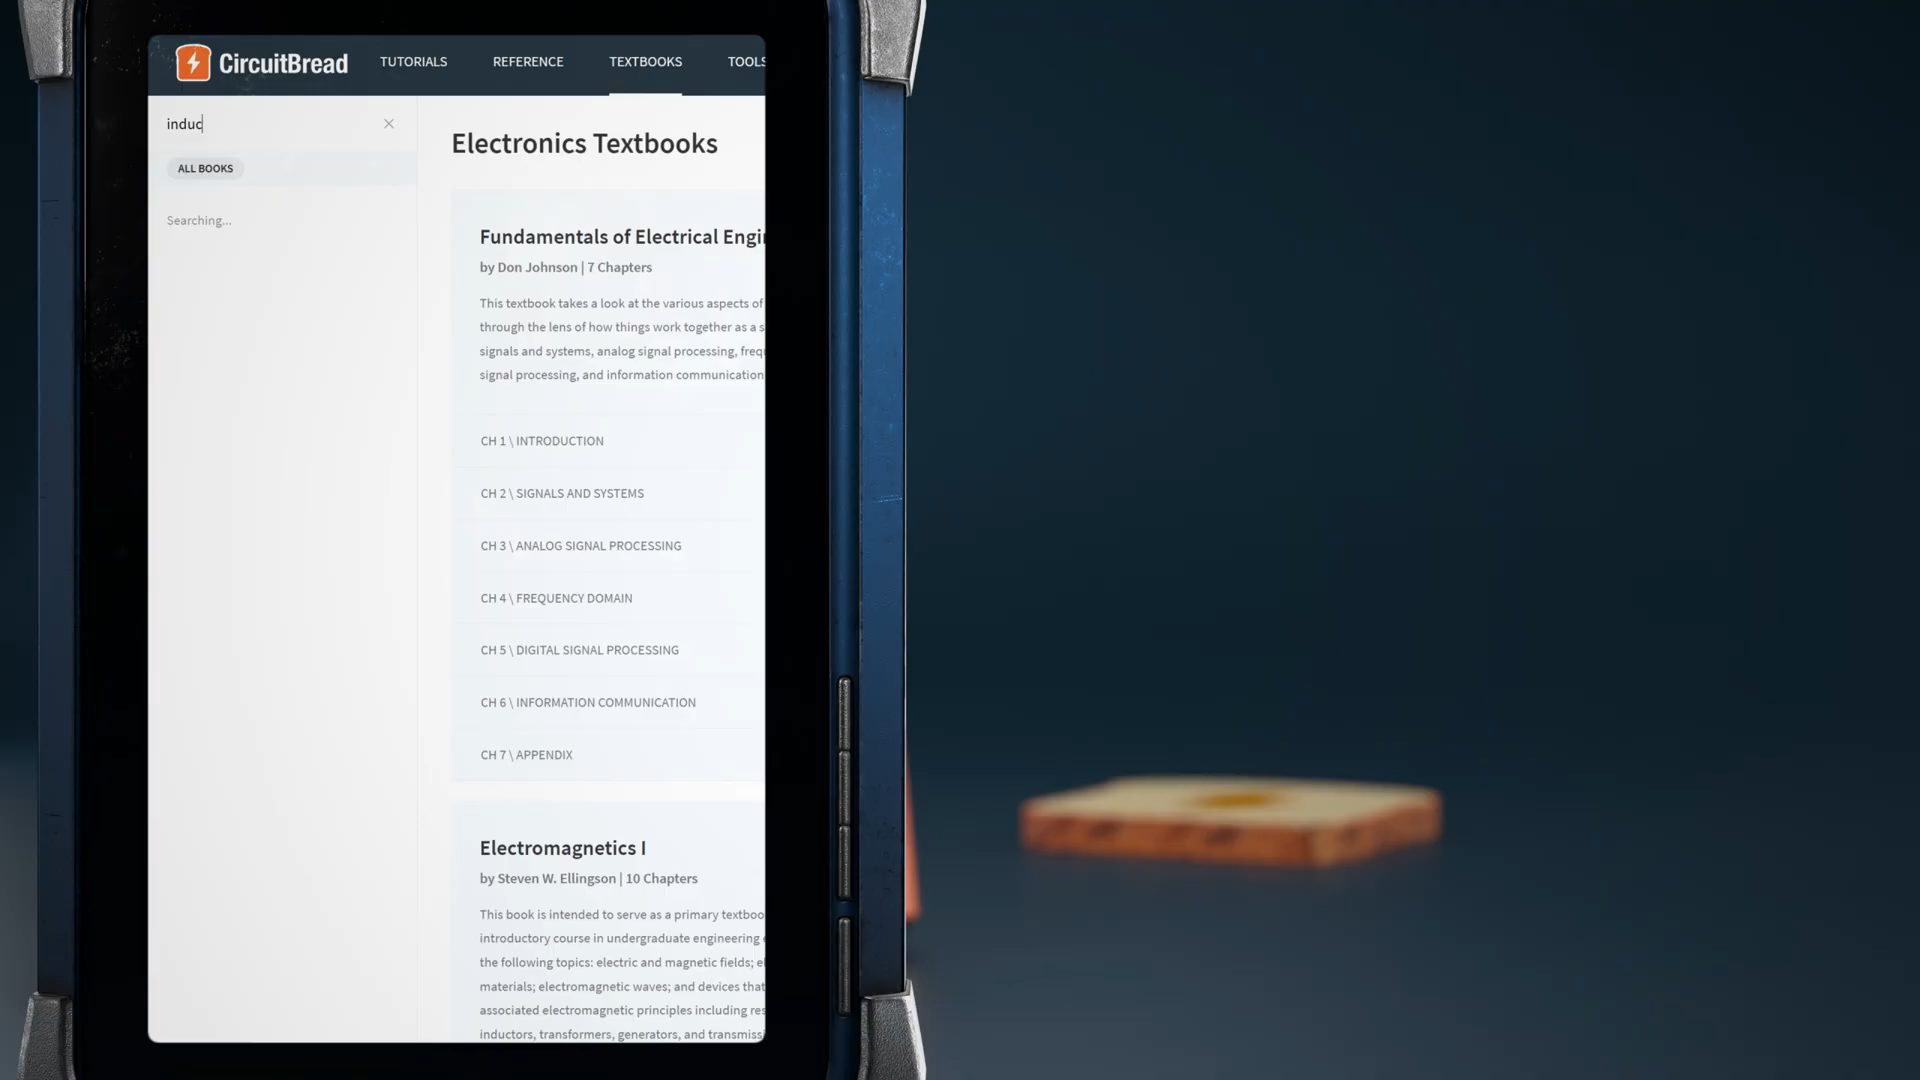 CircuitBread
TUTORIALS
REFERENCE
TEXTBOOKS
TOOLS
induc
ALL BOOKS
Searching...
Electronics Textbooks
Fundamentals of Electrical
by Don Johnson | 7 Chapters
This textbook takes a look at the various aspects of
through the lens of how things work together as a
signals and systems, analog signal processing,
signal processing, and information communication
CH 1 \ INTRODUCTION
CH 2 \ SIGNALS AND SYSTEMS
CH 3 \ ANALOG SIGNAL PROCESSING
CH 4 \ FREQUENCY DOMAIN
CH 5 \ DIGITAL SIGNAL PROCESSING
CH 6 \ INFORMATION COMMUNICATION
CH 7 \ APPENDIX
Electromagnetics I
by Steven W. Ellingson | 10 Chapters
This book is intended to serve as a primary
introductory course in undergraduate engineering
the following topics: electric and magnetic fields;
materials; electromagnetic waves; and devices that
associated electromagnetic principles including
inductors, transformers, generators, and